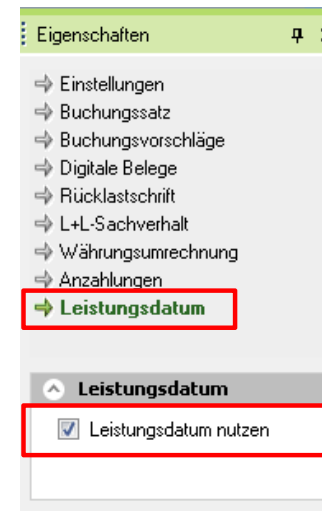 Eigenschaften
Einstellungen
Buchungssatz
Buchungsvorschläge
Digitale Belege
Rücklastschrift
L+L-Sachverhalt
Währungsumrechnung
Anzahlungen
Leistungsdatum
Leistungsdatum
Leistungsdatum nutzen